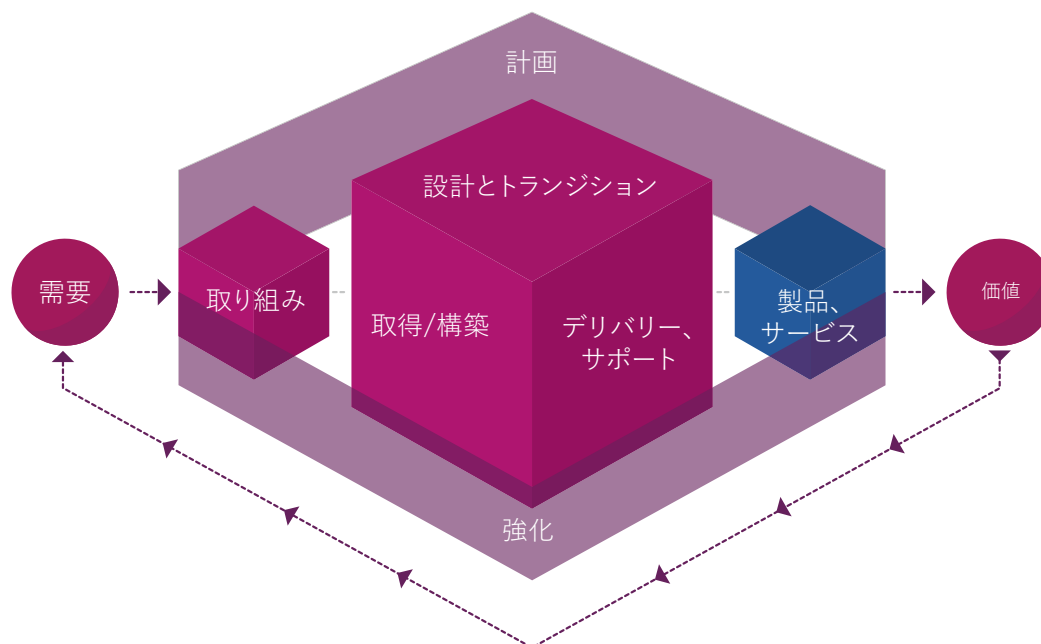 計画
設計とトランジション
需要
取り組み
取得/構築
デリバリー、
サポート
製品、
サービス
価値
強化